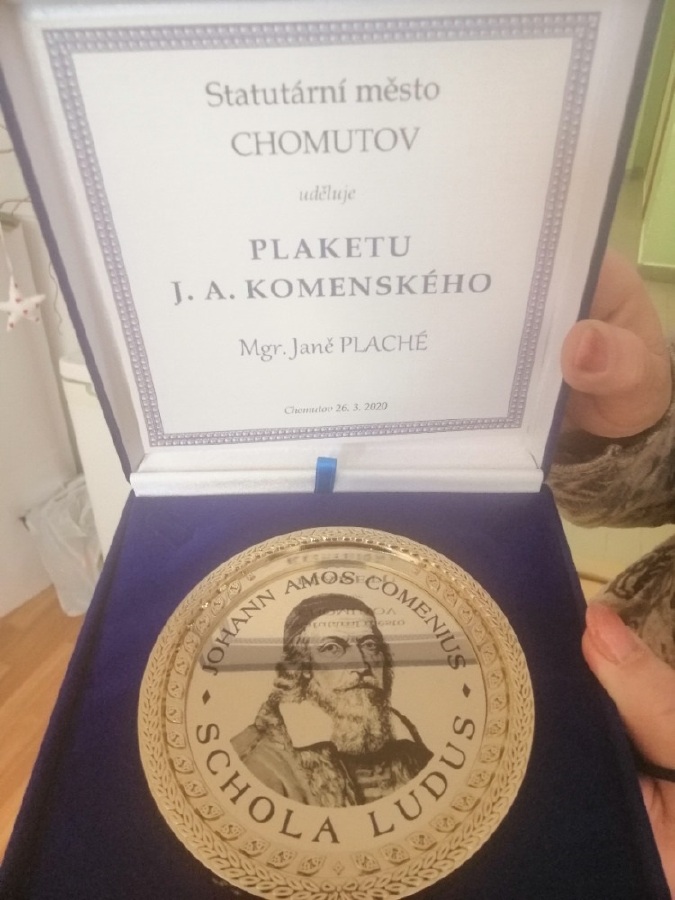 Statutární město
CHOMUTOV
uděluje
PLAKETU
J. A. KOMENSKÉHO
Mgr. Janě PLACHÉ
Chomutov 26. 3. 2020
JOHANN AMOS COMENIUS
SCHOLA LUDUS